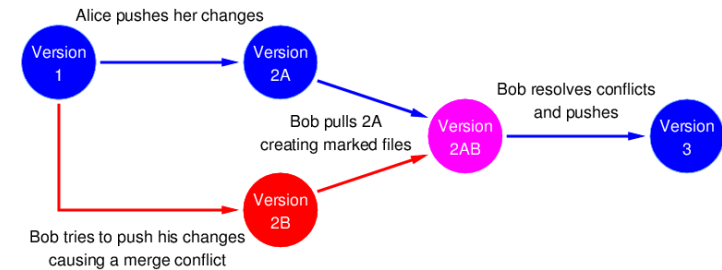 Alice pushes her changes
Version
1
Version
2A
Bob pulls 2A
creating marked files
Version
2AB
Bob resolves conflicts
and pushes
Version
3
Version
2B
Bob tries to push his changes
causing a merge conflict